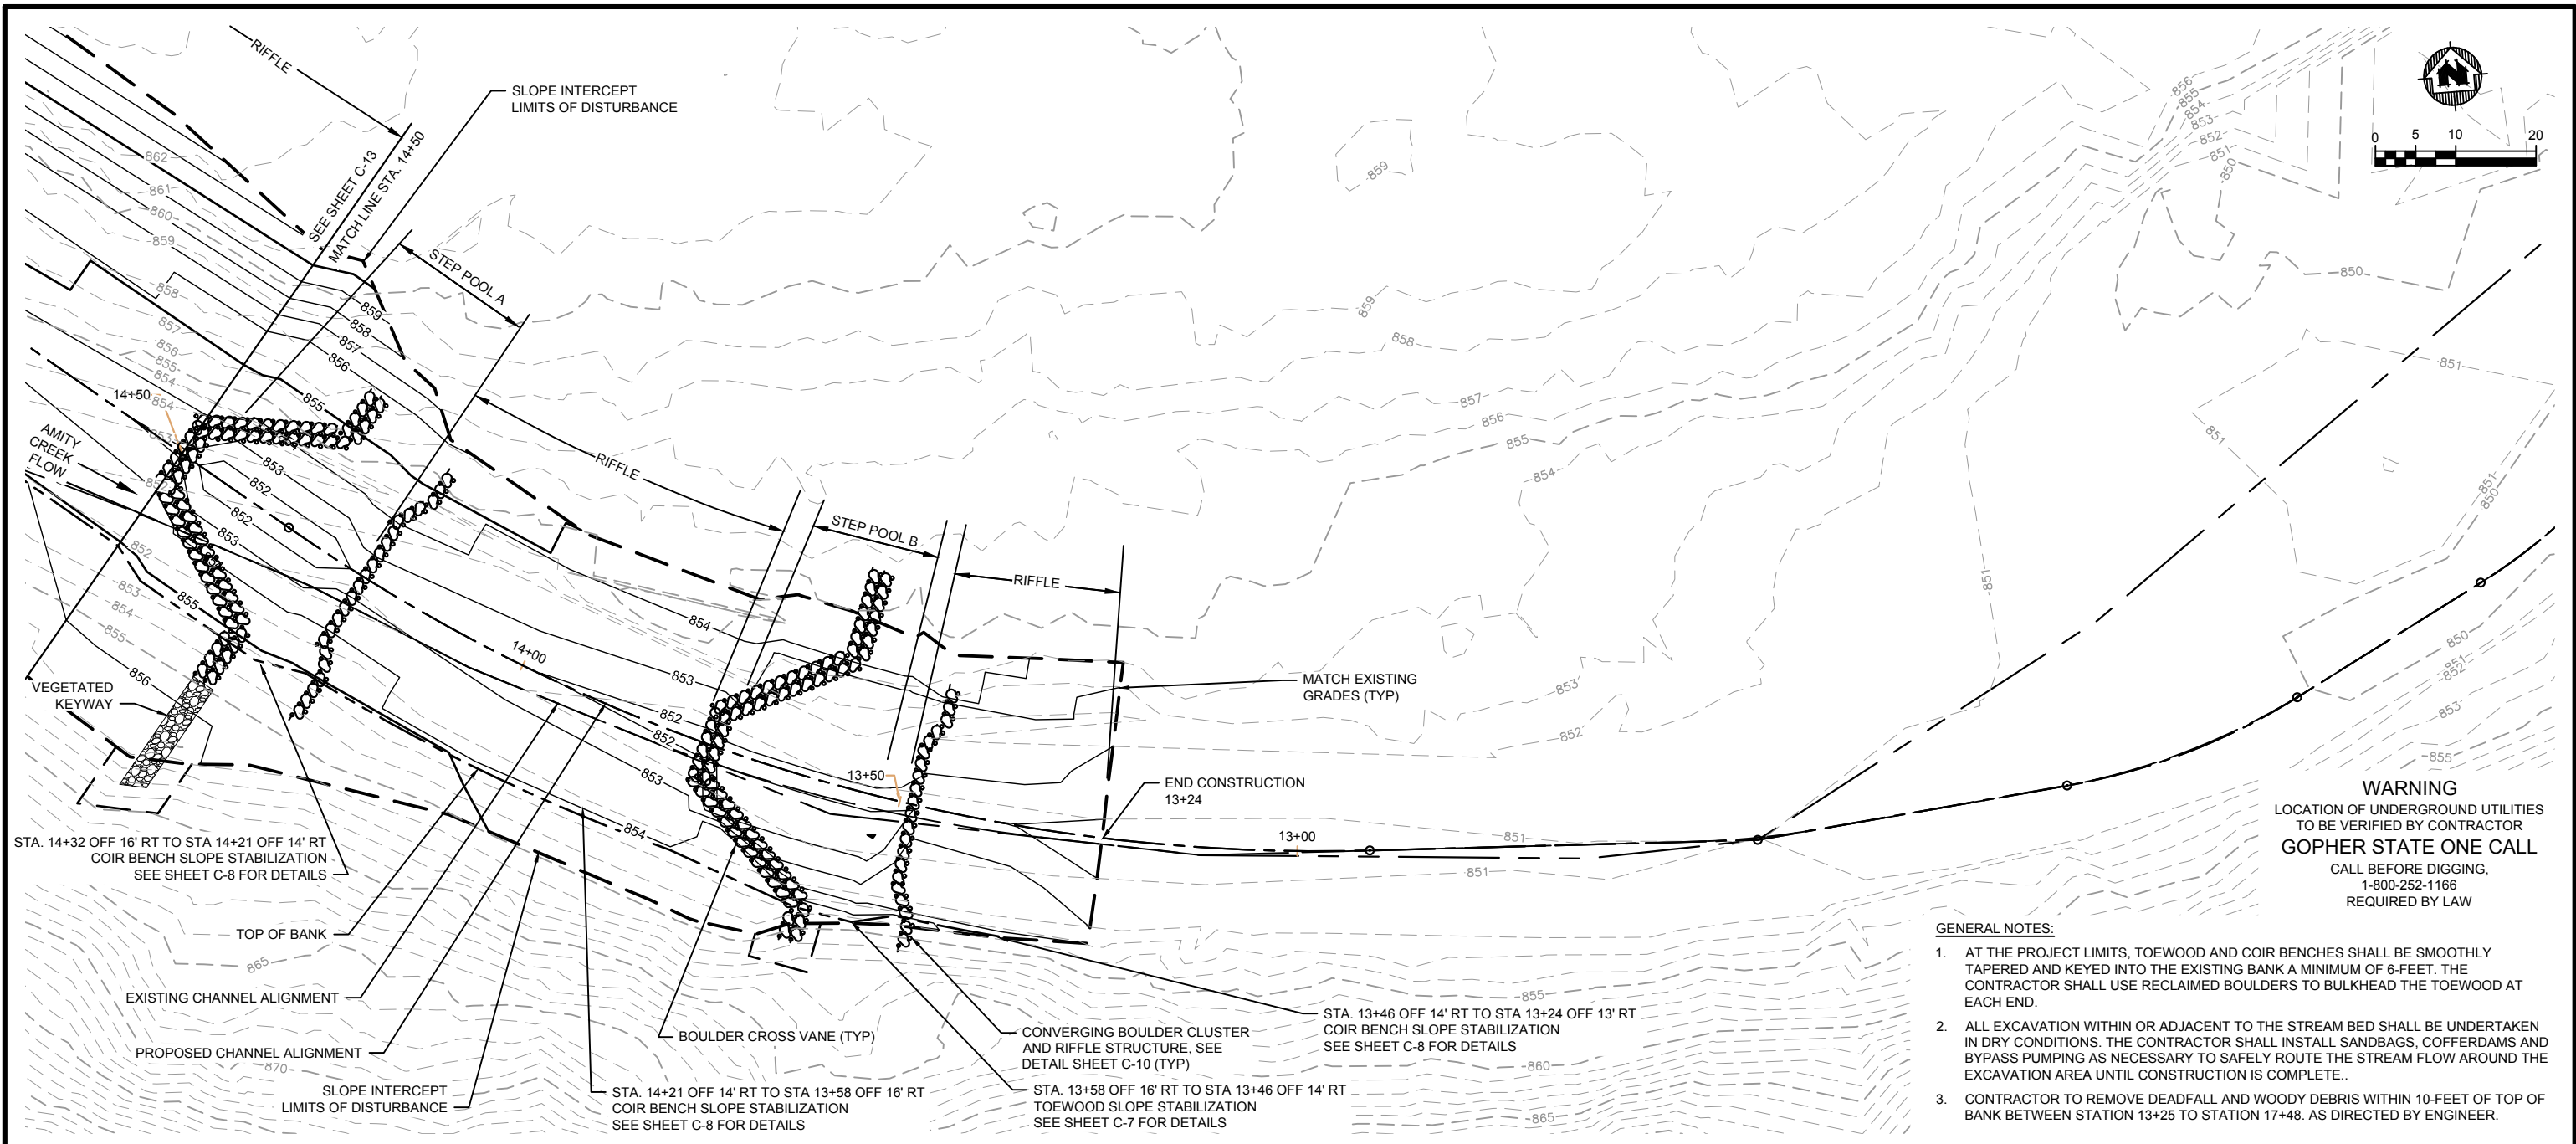 RIFFLE
SLOPE INTERCEPT
LIMITS OF DISTURBANCE
SEE SHEET C-13
MATCH LINE STA. 14+50
STEP POOL A
N
0 5 10 20
862
861
860
859
858
857
856
855
854
853
852
859
858
857
856
855
14+50
AMITY
CREEK
FLOW
853
852
852
853
852
853
854
855
855
856
VEGETATED
KEYWAY
RIFFLE
STEP POOL B
RIFFLE
14+00
854
853
852
852
853
854
13+50
MATCH EXISTING
GRADES (TYP)
END CONSTRUCTION
13+24
13+00
859
859
858
857
856
855
854
853
852
851
851
851
856
855
854
853
852
851
850
850
851
851
851
850
850
851
852
853
855
STA. 14+32 OFF 16' RT TO STA 14+21 OFF 14' RT
COIR BENCH SLOPE STABILIZATION
SEE SHEET C-8 FOR DETAILS
TOP OF BANK
865
EXISTING CHANNEL ALIGNMENT
PROPOSED CHANNEL ALIGNMENT
870
SLOPE INTERCEPT
LIMITS OF DISTURBANCE
BOULDER CROSS VANE (TYP)
STA. 14+21 OFF 14' RT TO STA 13+58 OFF 16' RT
COIR BENCH SLOPE STABILIZATION
SEE SHEET C-8 FOR DETAILS
CONVERGING BOULDER CLUSTER
AND RIFFLE STRUCTURE, SEE
DETAIL SHEET C-10 (TYP)
STA. 13+58 OFF 16' RT TO STA 13+46 OFF 14' RT
TOEWOOD SLOPE STABILIZATION
SEE SHEET C-7 FOR DETAILS
STA. 13+46 OFF 14' RT TO STA 13+24 OFF 13' RT
COIR BENCH SLOPE STABILIZATION
SEE SHEET C-8 FOR DETAILS
855
860
865
WARNING
LOCATION OF UNDERGROUND UTILITIES
TO BE VERIFIED BY CONTRACTOR
GOPHER STATE ONE CALL
CALL BEFORE DIGGING,
1-800-252-1166
REQUIRED BY LAW
GENERAL NOTES:
1. AT THE PROJECT LIMITS, TOEWOOD AND COIR BENCHES SHALL BE SMOOTHLY
TAPERED AND KEYED INTO THE EXISTING BANK A MINIMUM OF 6-FEET. THE
CONTRACTOR SHALL USE RECLAIMED BOULDERS TO BULKHEAD THE TOEWOOD AT
EACH END.
2. ALL EXCAVATION WITHIN OR ADJACENT TO THE STREAM BED SHALL BE UNDERTAKEN
IN DRY CONDITIONS. THE CONTRACTOR SHALL INSTALL SANDBAGS, COFFERDAMS AND
BYPASS PUMPING AS NECESSARY TO SAFELY ROUTE THE STREAM FLOW AROUND THE
EXCAVATION AREA UNTIL CONSTRUCTION IS COMPLETE..
3. CONTRACTOR TO REMOVE DEADFALL AND WOODY DEBRIS WITHIN 10-FEET OF TOP OF
BANK BETWEEN STATION 13+25 TO STATION 17+48. AS DIRECTED BY ENGINEER.